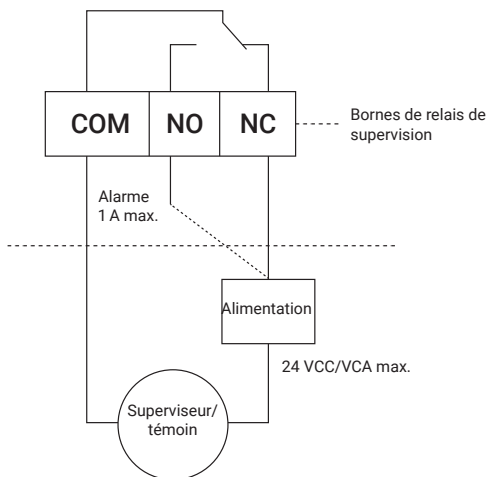 COM NO NC
Bornes de relais de
supervision
Alarme
1 A max.
Alimentation
24 VCC/VCA max.
Superviseur/
témoin